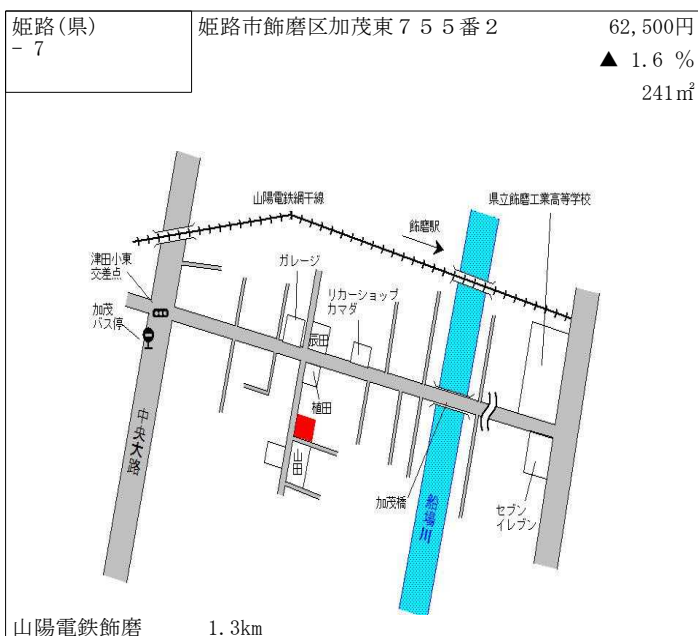 姫路(県)
- 7
姫路市飾磨区加茂東７５５番２
62,500円
▲ 1.6 %
241㎡
山陽電鉄網干線
飾磨駅
県立飾磨工業高等学校
津田小東
交差点
ガレージ
リカーショップ
カマダ
加茂
バス停
辰田
植田
中央大路
山田
加茂橋
船場川
セブン
イレブン
山陽電鉄飾磨
1.3km